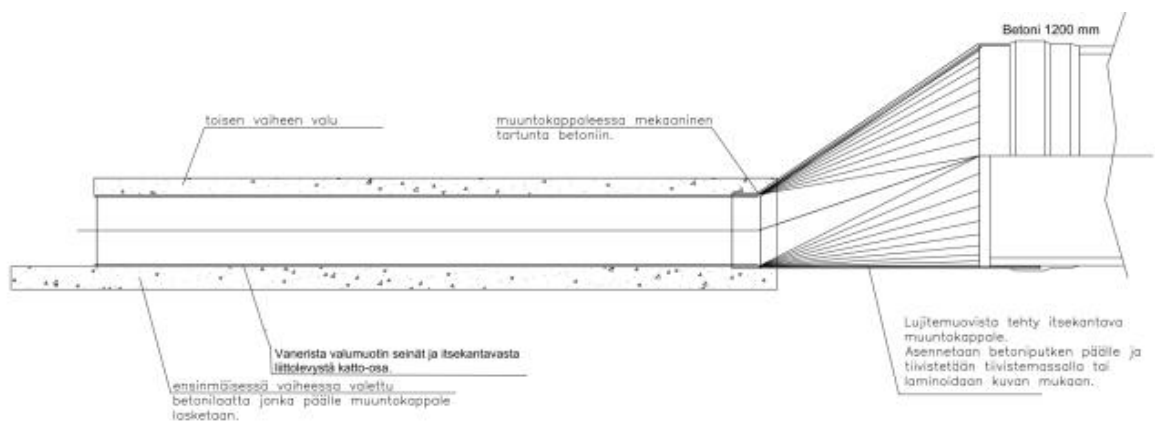 Betoni 1200 mm
toisen vaiheen valu
muuntokappaleessa mekaaninen
tartunta betoniin.
Vanerista valumuotin seinät ja itsekantavasta
liittolevystä katto-osa.
ensinmäisessä vaiheessa valettu
betonilaatta jonka päälle muuntokappale
lasketaan.
Lujitemuovista tehty itsekantava
muuntokappale.
Asennetaan betoniputken päälle ja
tiivistetään tiivistemassalla tai
laminoidaan kuvan mukaan.